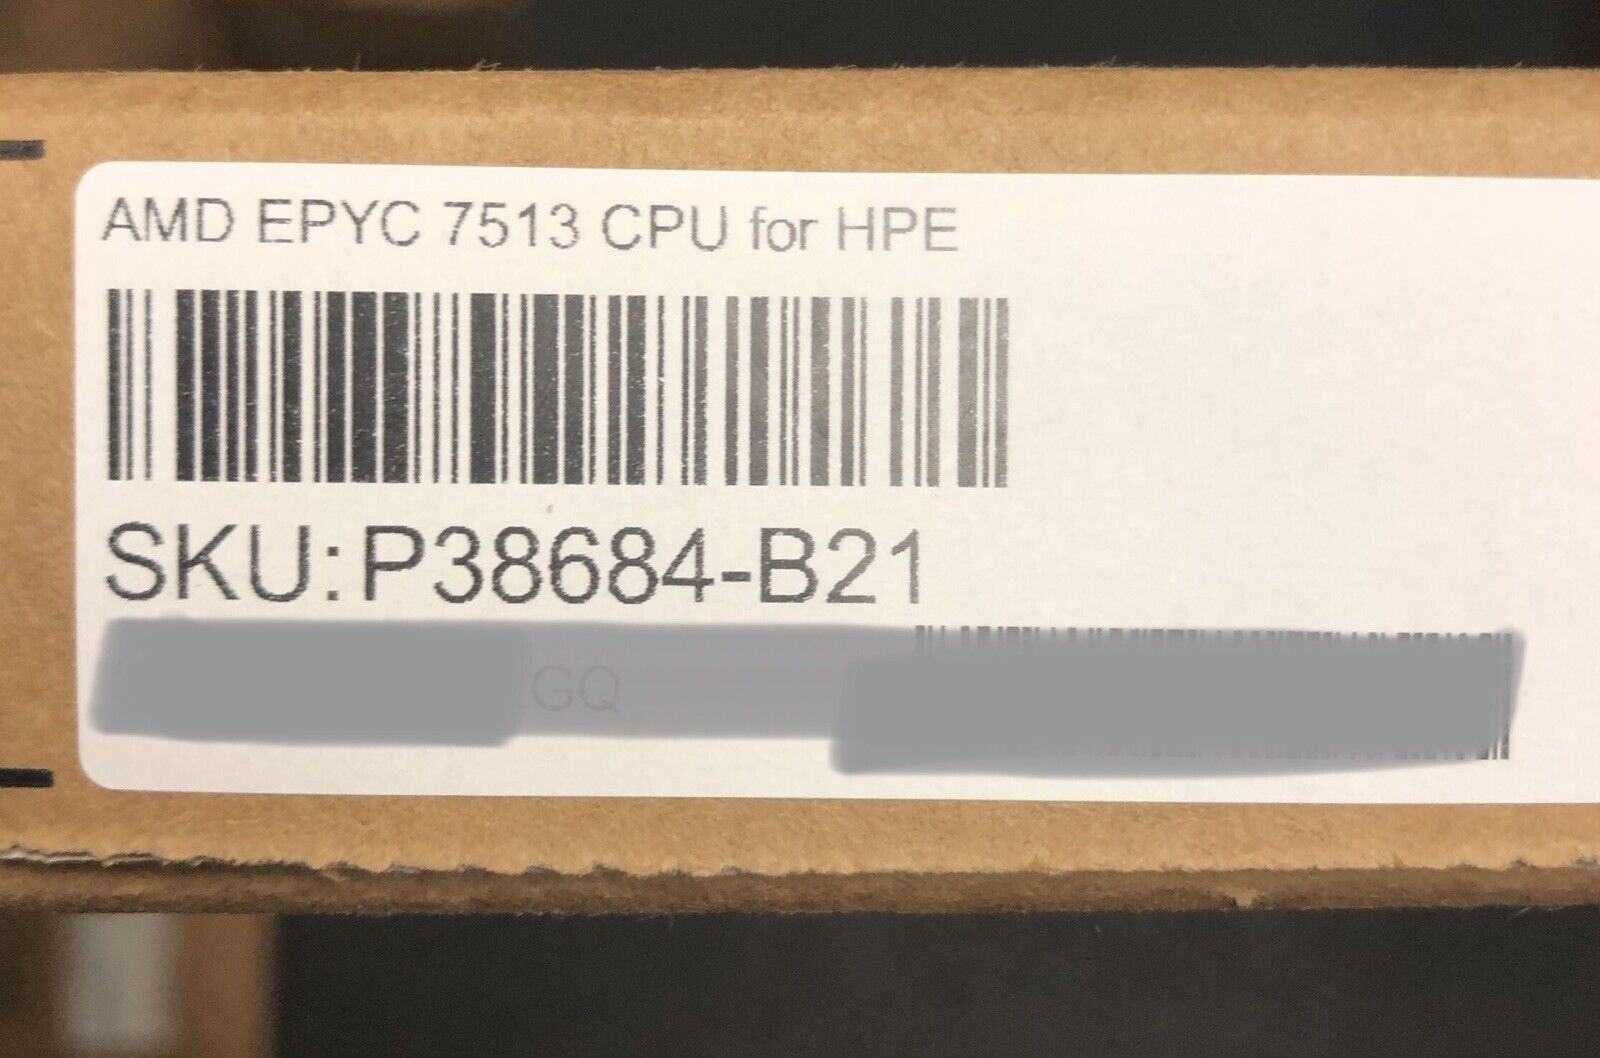 AMD EPYC 7513 CPU for HPE
SKU: P38684-B21
GQ